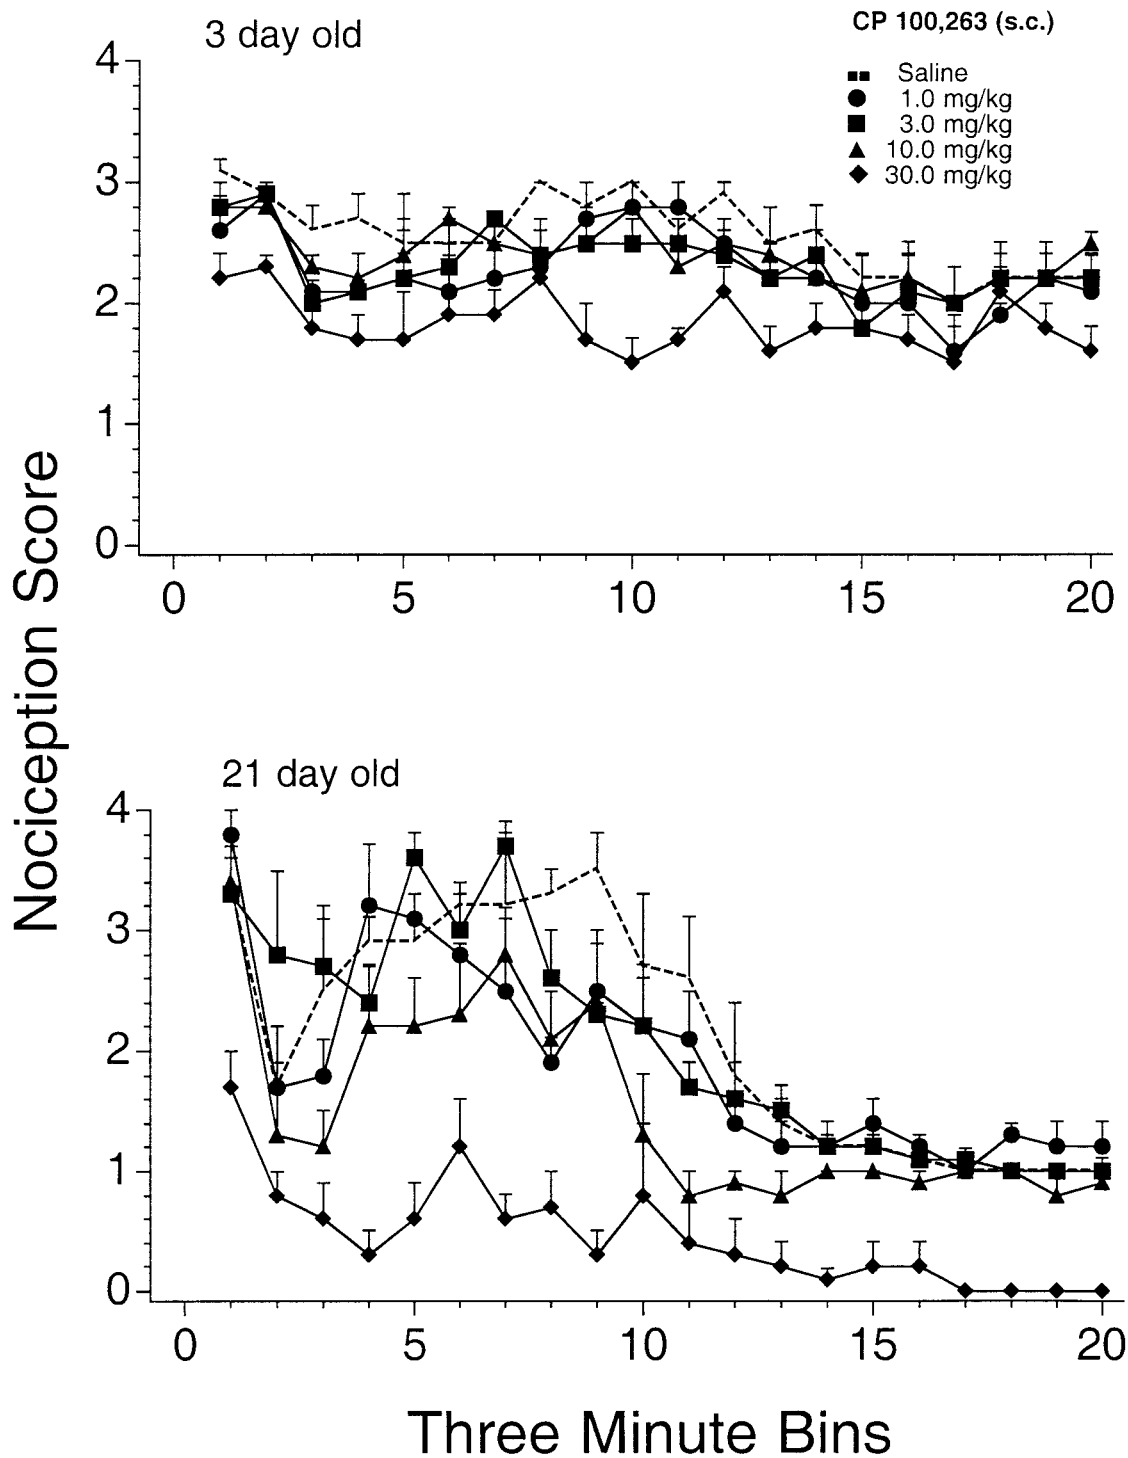 3 day old
CP 100,263 (s.c.)
Saline
1.0 mg/kg
3.0 mg/kg
10.0 mg/kg
30.0 mg/kg
4
3
2
1
0
0 5 10 15 20
Nociception Score
21 day old
4
3
2
1
0
0 5 10 15 20
Three Minute Bins